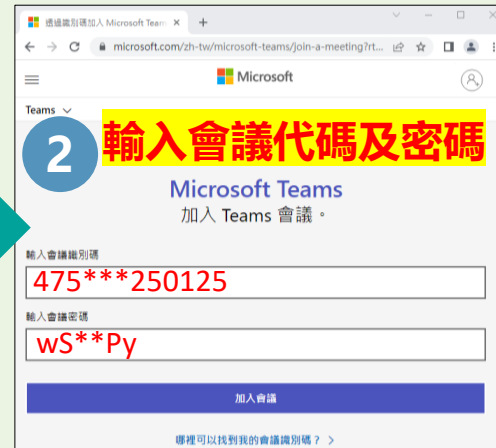 透過識別碼加入 Microsoft Team
microsoft.com/zh-tw/microsoft-teams/join-a-meeting?rt...
Microsoft
Teams
2
輸入會議代碼及密碼
Microsoft Teams
加入 Teams 會議。
輸入會議識別碼
475***250125
輸入會議密碼
wS**Py
加入會議
哪裡可以找到我的會議識別碼？ >